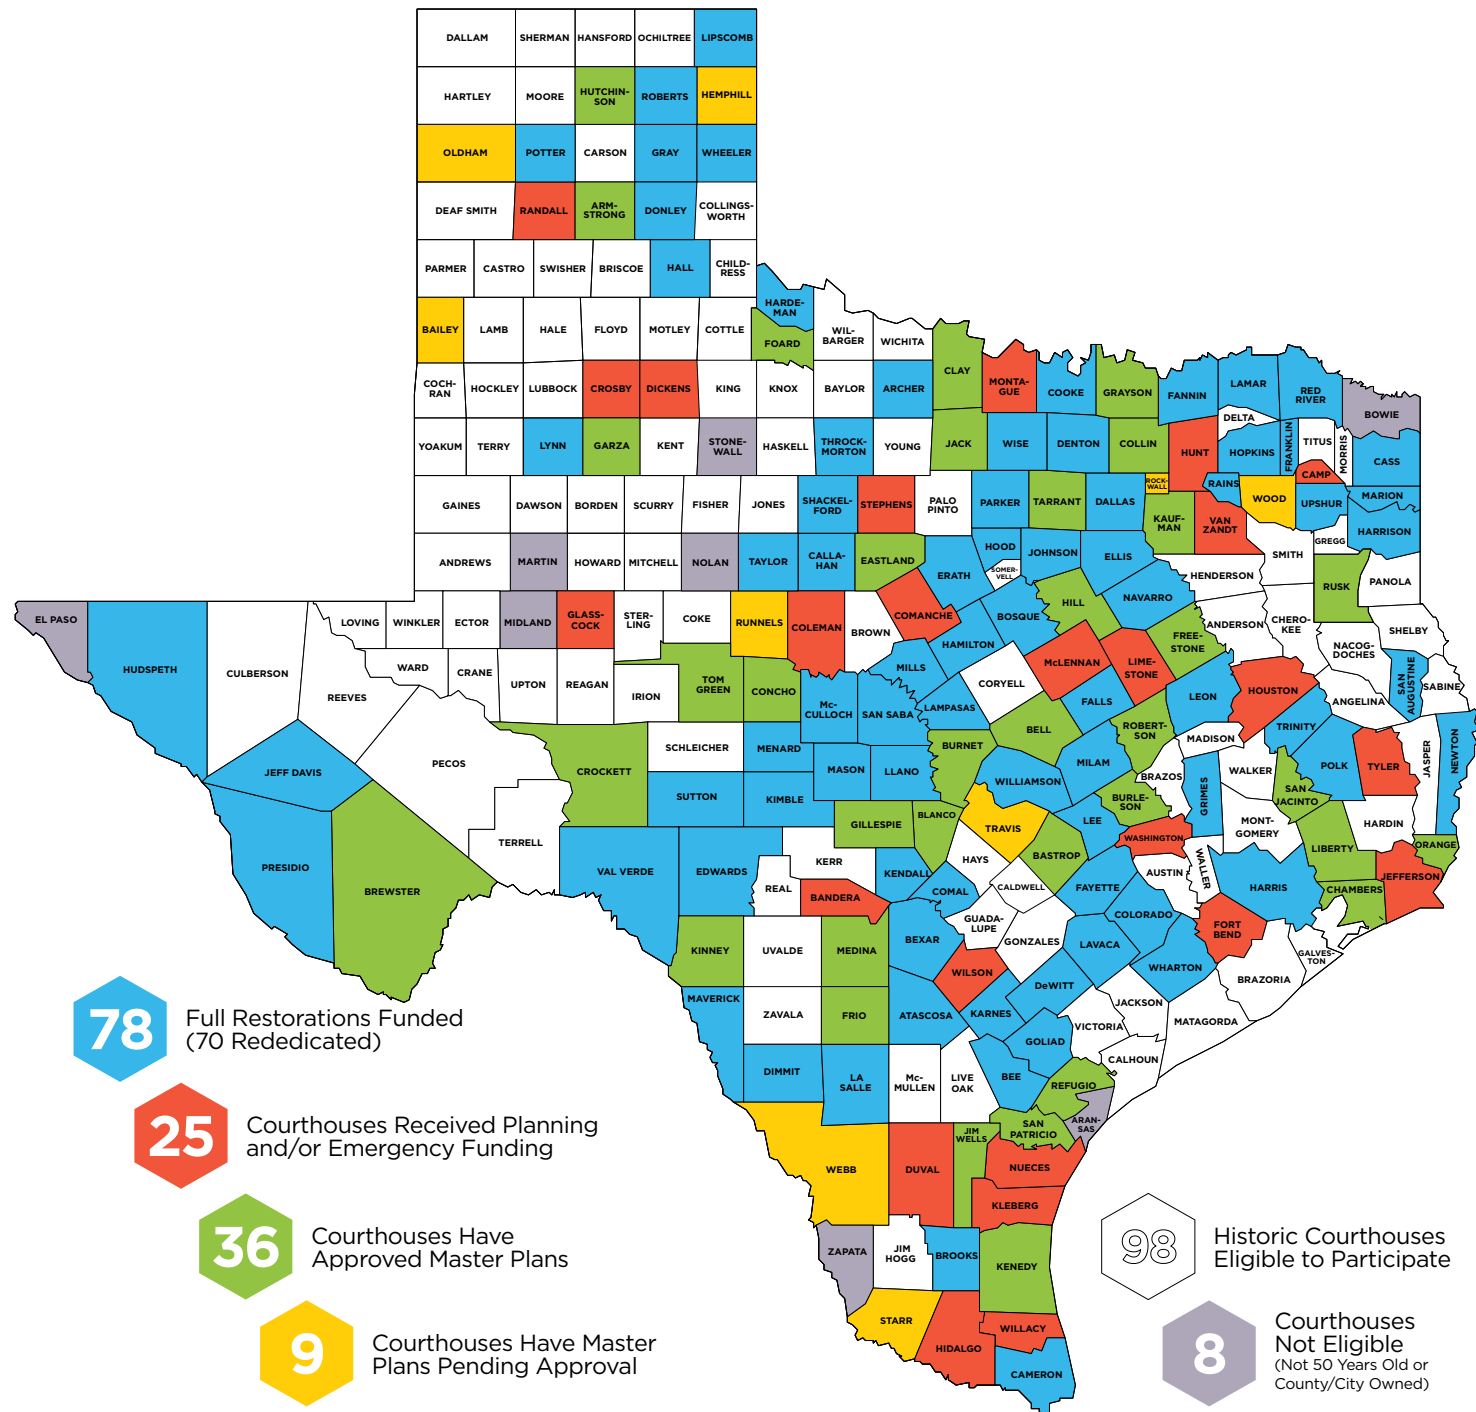 DALLAM
SHERMAN
HANSFORD
OCHILTREE
LIPSCOMB
HARTLEY
MOORE
HUTCHIN-
SON
ROBERTS
HEMPHILL
OLDHAM
POTTER
CARSON
GRAY
WHEELER
DEAF SMITH
RANDALL
ARM-
STRONG
DONLEY
COLLINGS-
WORTH
PARMER
CASTRO
SWISHER
BRISCOE
HALL
CHILD-
RESS
BAILEY
LAMB
HALE
FLOYD
MOTLEY
COTTLE
HARDE-
MAN
FOARD
WIL-
BARGER
WICHITA
COCH-
RAN
HOCKLEY
LUBBOCK
CROSBY
DICKENS
KING
KNOX
BAYLOR
ARCHER
CLAY
MONTA-
GUE
COOKE
GRAYSON
FANNIN
LAMAR
RED
RIVER
BOWIE
YOAKUM
TERRY
LYNN
GARZA
KENT
STONE-
WALL
HASKELL
THROCK-
MORTON
YOUNG
JACK
WISE
DENTON
COLLIN
HUNT
DELTA
HOPKINS
FRANKLIN
TITUS
MORRIS
CASS
CAMP
GAINES
DAWSON
BORDEN
SCURRY
FISHER
JONES
SHACKEL-
FORD
STEPHENS
PALO
PINTO
PARKER
TARRANT
DALLAS
ROCK-
WALL
KAUF-
MAN
RAINS
VAN
ZANDT
WOOD
UPSHUR
MARION
HARRISON
GREGG
ANDREWS
MARTIN
HOWARD
MITCHELL
NOLAN
TAYLOR
CALLA-
HAN
EASTLAND
ERATH
HOOD
SOMER-
VELL
JOHNSON
ELLIS
HENDERSON
SMITH
RUSK
PANOLA
EL PASO
HUDSPETH
CULBERSON
LOVING
WINKLER
ECTOR
MIDLAND
GLASS-
COCK
STER-
LING
COKE
RUNNELS
COLEMAN
BROWN
COMANCHE
HAMILTON
BOSQUE
HILL
NAVARRO
FREE-
STONE
ANDERSON
CHERO-
KEE
NACOG-
DOCHES
SHELBY
REEVES
WARD
CRANE
UPTON
REAGAN
IRION
TOM
GREEN
CONCHO
Mc-
CULLOCH
SAN SABA
MILLS
LAMPASAS
CORYELL
McLENNAN
LIME-
STONE
FALLS
LEON
HOUSTON
ANGELINA
SAN
AUGUSTINE
SABINE
JEFF DAVIS
PECOS
CROCKETT
SCHLEICHER
MENARD
MASON
LLANO
BURNET
BELL
WILLIAMSON
MILAM
ROBERT-
SON
BRAZOS
MADISON
GRIMES
WALKER
TRINITY
SAN
JACINTO
POLK
TYLER
JASPER
NEWTON
PRESIDIO
BREWSTER
TERRELL
SUTTON
KIMBLE
GILLESPIE
BLANCO
TRAVIS
BASTROP
LEE
BURLE-
SON
WASHINGTON
MONT-
GOMERY
LIBERTY
HARDIN
ORANGE
JEFFERSON
CHAMBERS
VAL VERDE
EDWARDS
REAL
KERR
BANDERA
KENDALL
COMAL
HAYS
CALDWELL
FAYETTE
AUSTIN
WALLER
HARRIS
GUADA-
LUPE
GONZALES
COLORADO
LAVACA
FORT
BEND
GALVES-
TON
BRAZORIA
WHARTON
MATAGORDA
KINNEY
UVALDE
MEDINA
BEXAR
WILSON
DeWITT
KARNES
JACKSON
VICTORIA
CALHOUN
MAVERICK
ZAVALA
FRIO
ATASCOSA
GOLIAD
BEE
REFUGIO
ARAN-
SAS
SAN
PATRICIO
DIMMIT
LA
SALLE
Mc-
MULLEN
LIVE
OAK
JIM
WELLS
NUECES
KLEBERG
WEBB
DUVAL
ZAPATA
JIM
HOGG
BROOKS
KENEDY
STARR
HIDALGO
WILLACY
CAMERON
78
Full Restorations Funded
(70 Rededicated)
25
Courthouses Received Planning
and/or Emergency Funding
36
Courthouses Have
Approved Master Plans
9
Courthouses Have Master
Plans Pending Approval
98
Historic Courthouses
Eligible to Participate
8
Courthouses
Not Eligible
(Not 50 Years Old or
County/City Owned)